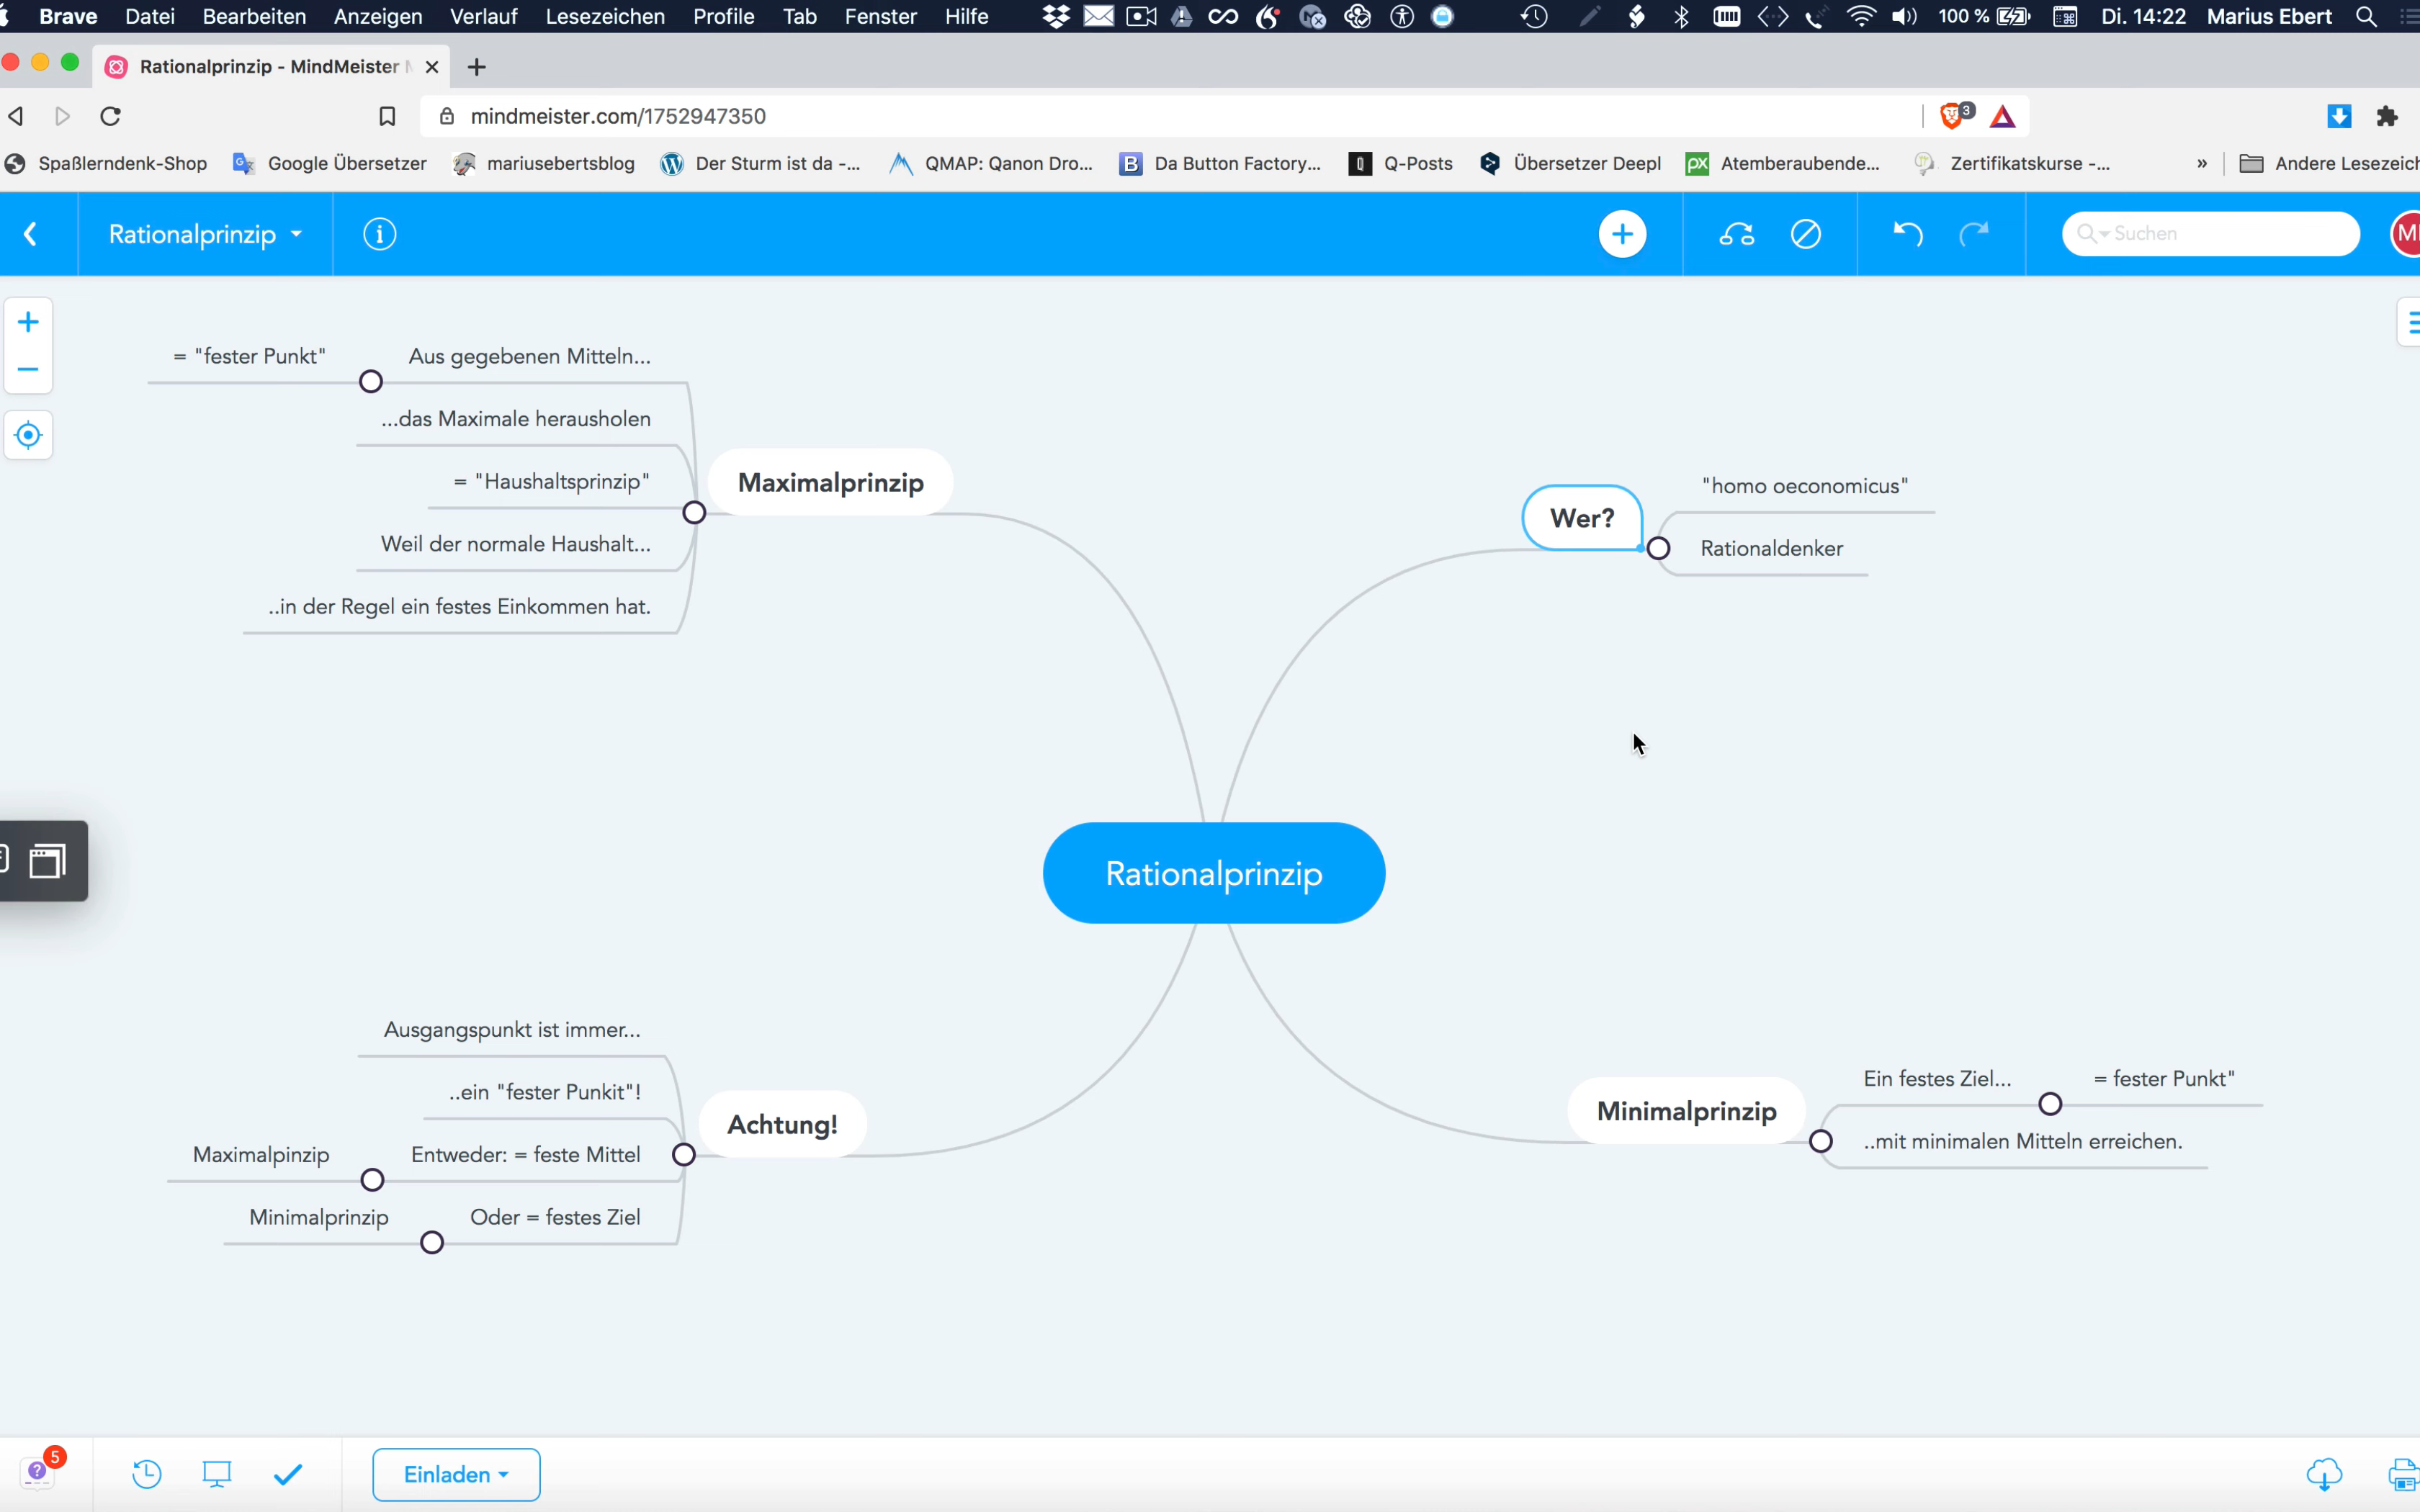 Brave Datei Bearbeiten Anzeigen Verlauf Lesezeichen Profile Tab Fenster Hilfe 100 % Di. 14:22 Marius Ebert
Rationalprinzip - MindMeister
mindmeister.com/1752947350
3
Spaßlerndenk-Shop Google Übersetzer mariusebertsblog Der Sturm ist da -... QMAP: Qanon Dro... B Da Button Factory... Q Q-Posts Übersetzer Deepl px Atemberaubende... Zertifikatskurse -... » Andere Lesezeich
Rationalprinzip
i
Suchen
= "fester Punkt" Aus gegebenen Mitteln...
...das Maximale herausholen
= "Haushaltsprinzip"
Weil der normale Haushalt...
..in der Regel ein festes Einkommen hat.
Maximalprinzip
Wer?
"homo oeconomicus"
Rationaldenker
Rationalprinzip
Ausgangspunkt ist immer...
..ein "fester Punkit"!
Maximalpinzip Entweder: = feste Mittel
Minimalprinzip Oder = festes Ziel
Achtung!
Minimalprinzip
Ein festes Ziel... = fester Punkt"
..mit minimalen Mitteln erreichen.
5
?
Einladen